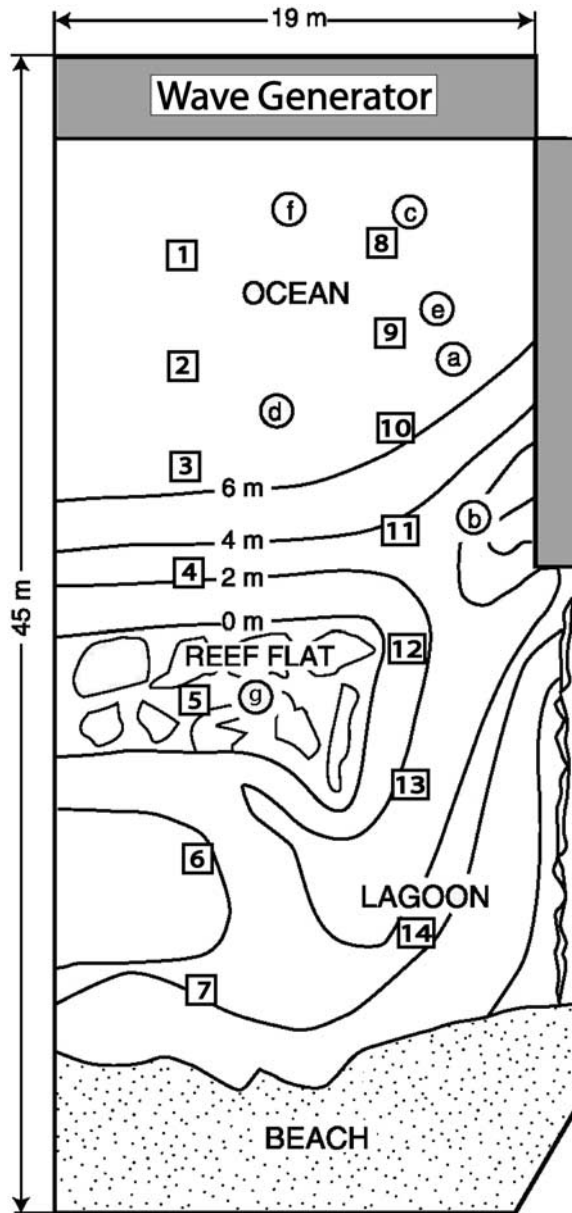 19 m
Wave Generator
f
c
8
1
OCEAN
e
9
a
2
d
10
3
6 m
b
11
4 m
4
2 m
45 m
0 m
12
REEF FLAT
5
g
13
6
LAGOON
14
7
BEACH